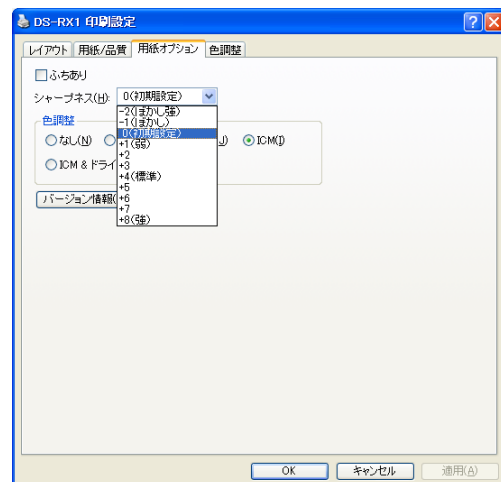 DS-RX1 印刷設定
レイアウト 用紙/品質 用紙オプション 色調整
ふちあり
シャープネス(H): 0(初期設定)
-2(ぼかし強)
-1(ぼかし)
0(初期設定)
+1(弱)
+2
+3
+4(標準)
+5
+6
+7
+8(強)
色調整
なし(N) J) ICM(I)
ICM & ドライ
バージョン情報(
OK キャンセル 適用(A)